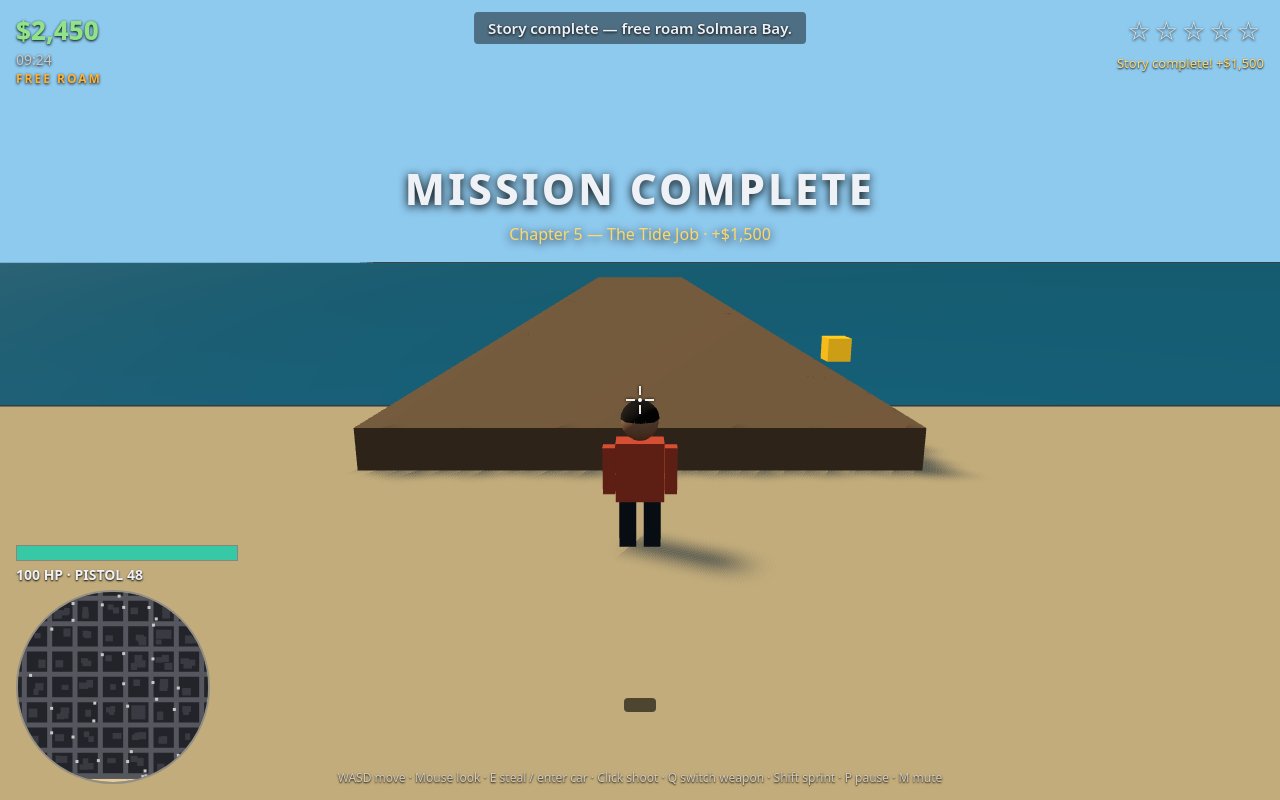 $2,450
09:24
FREE ROAM
Story complete — free roam Solmara Bay.
☆☆☆☆☆
Story complete! +$1,500
MISSION COMPLETE
Chapter 5 — The Tide Job · +$1,500
100 HP · PISTOL 48
WASD move · Mouse look · E steal / enter car · Click shoot · Q switch weapon · Shift sprint · P pause · M mute